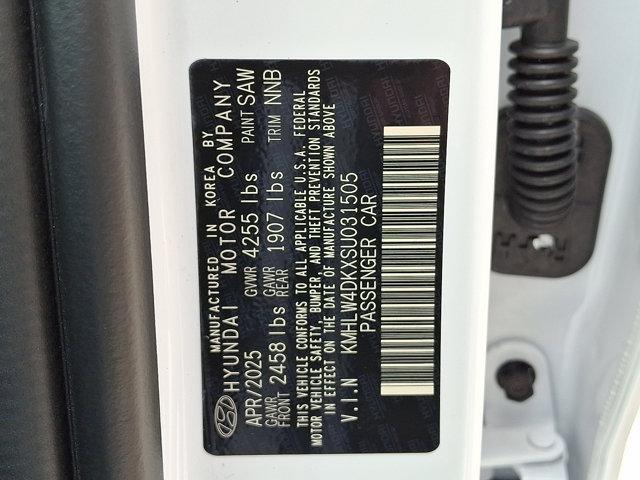 MANUFACTURED IN KOREA BY
HYUNDAI MOTOR COMPANY
APR/2025 GVWR 4255 lbs PAINT SAW
GAWR FRONT 2458 lbs GAWR REAR 1907 lbs TRIM NNB
THIS VEHICLE CONFORMS TO ALL APPLICABLE U.S.A. FEDERAL
MOTOR VEHICLE SAFETY, BUMPER, AND THEFT PREVENTION STANDARDS
IN EFFECT ON THE DATE OF MANUFACTURE SHOWN ABOVE
V.I.N KMHLW4DKXSU031505
PASSENGER CAR